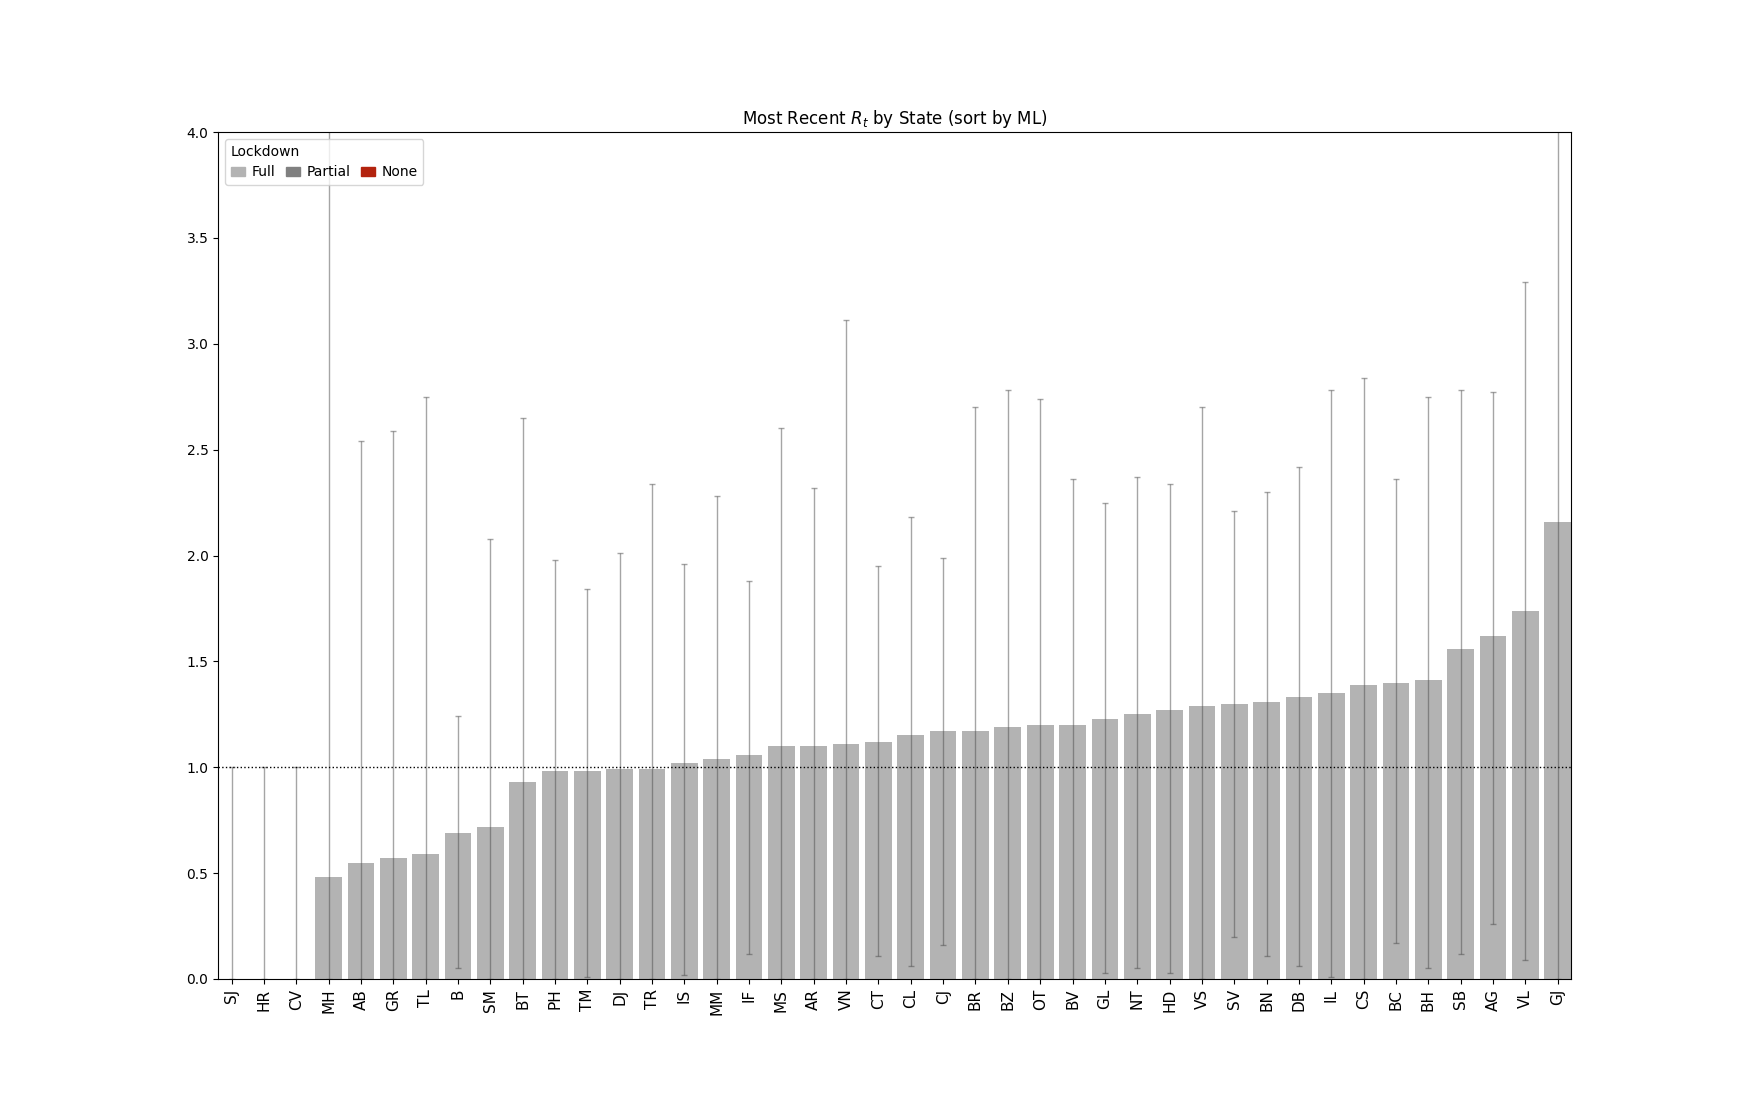 Most Recent Rt by State (sort by ML)
Lockdown
Full Partial None
4.0
3.5
3.0
2.5
2.0
1.5
1.0
0.5
0.0
SJ HR CV MH AB GR TL B SM BT PH TM DJ TR IS MM IF MS AR VN CT CL CJ BR BZ OT BV GL NT HD VS SV BN DB IL CS BC BH SB AG VL GJ